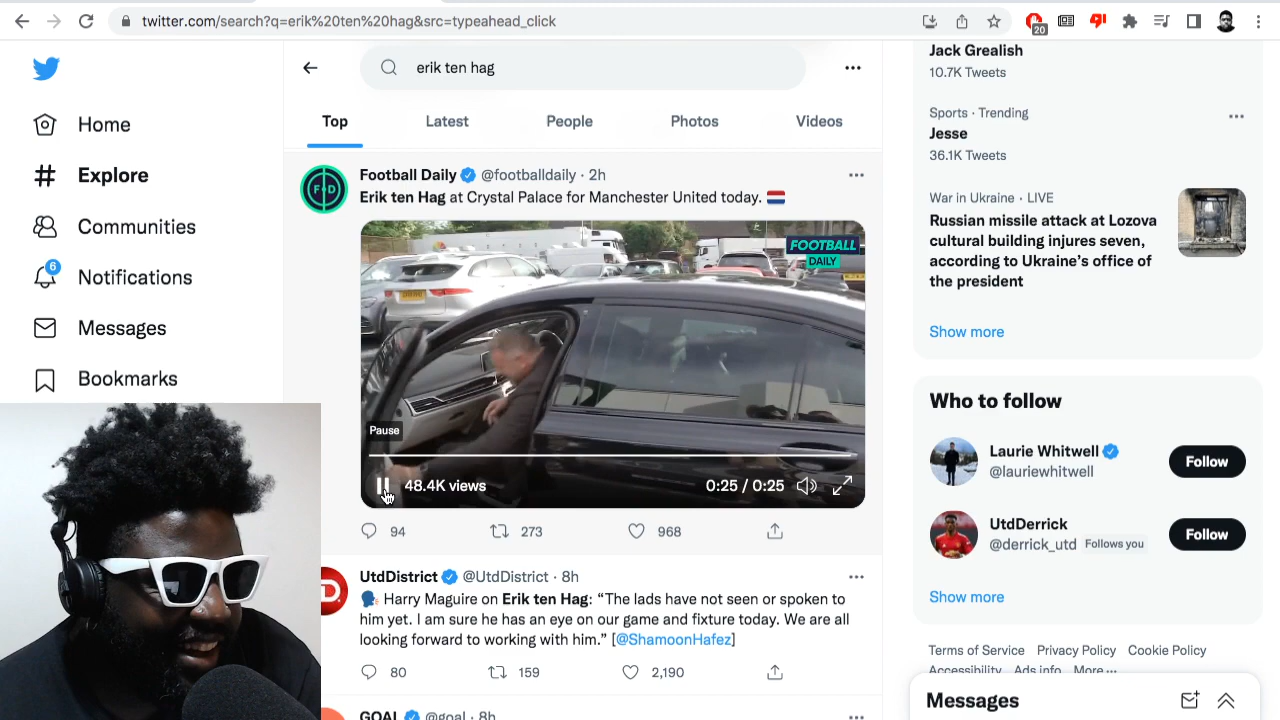 twitter.com/search?q=erik%20ten%20hag&src=typeahead_click
20
erik ten hag
Home
Explore
Communities
6
Notifications
Messages
Bookmarks
Top
Latest
People
Photos
Videos
Football Daily @footballdaily · 2h
Erik ten Hag at Crystal Palace for Manchester United today.
F D
FOOTBALL
DAILY
Pause
48.4K views
0:25 / 0:25
94
273
968
UtdDistrict @UtdDistrict · 8h
Harry Maguire on Erik ten Hag: “The lads have not seen or spoken to
him yet. I am sure he has an eye on our game and fixture today. We are all
looking forward to working with him.” [@ShamoonHafez]
80
159
2,190
GOAL @goal · 8h
Jack Grealish
10.7K Tweets
Sports · Trending
Jesse
36.1K Tweets
War in Ukraine · LIVE
Russian missile attack at Lozova
cultural building injures seven,
according to Ukraine’s office of
the president
Show more
Who to follow
Laurie Whitwell
@lauriewhitwell
Follow
UtdDerrick
@derrick_utd Follows you
Follow
Show more
Terms of Service Privacy Policy Cookie Policy
Accessibility Ads info More ···
Messages